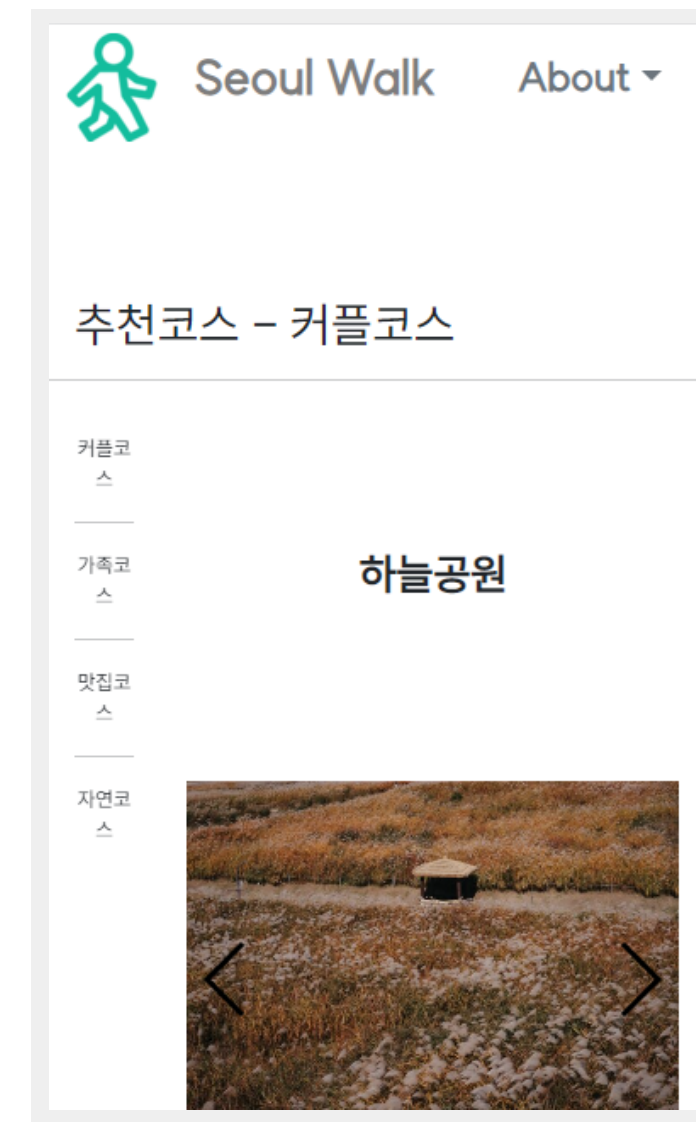 Seoul Walk
About
추천코스 – 커플코스
커플코
스
가족코
스
맛집코
스
자연코
스
하늘공원